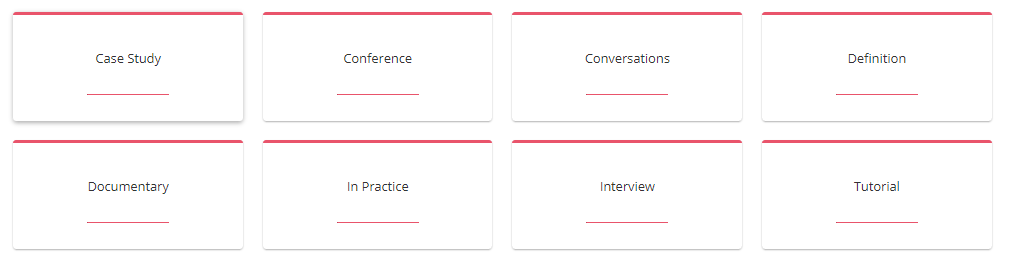 Case Study
Conference
Conversations
Definition
Documentary
In Practice
Interview
Tutorial